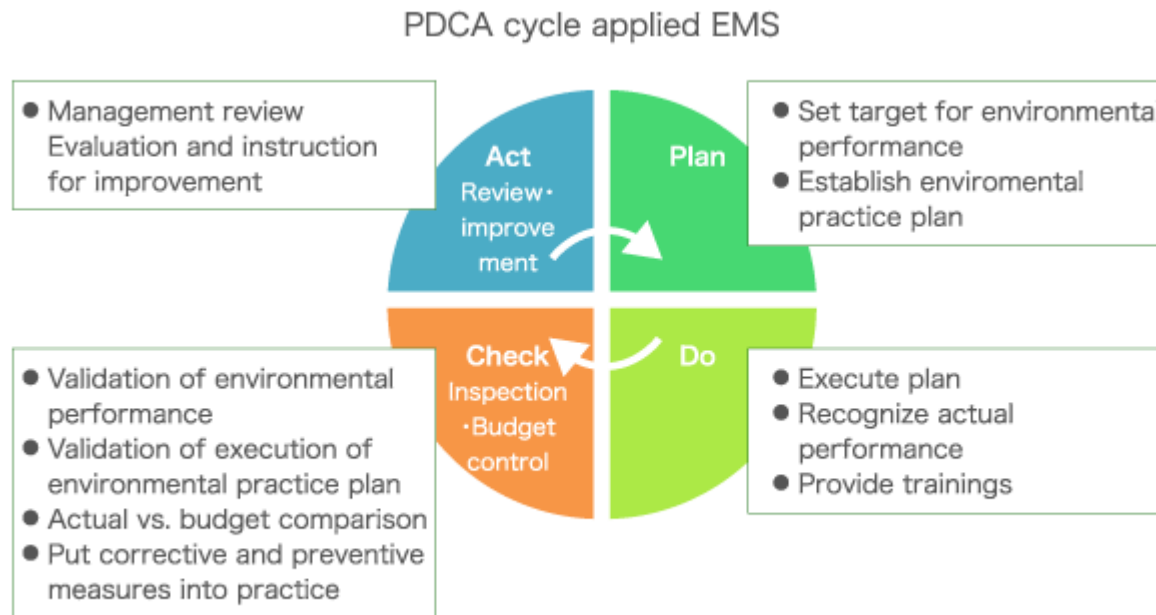 PDCA cycle applied EMS
● Management review
Evaluation and instruction
for improvement
Act
Review・
improve
ment
Plan
● Set target for environmental
performance
● Establish enviromental
practice plan
● Validation of environmental
performance
● Validation of execution of
environmental practice plan
● Actual vs. budget comparison
● Put corrective and preventive
measures into practice
Check
Inspection
・Budget
control
Do
● Execute plan
● Recognize actual
performance
● Provide trainings